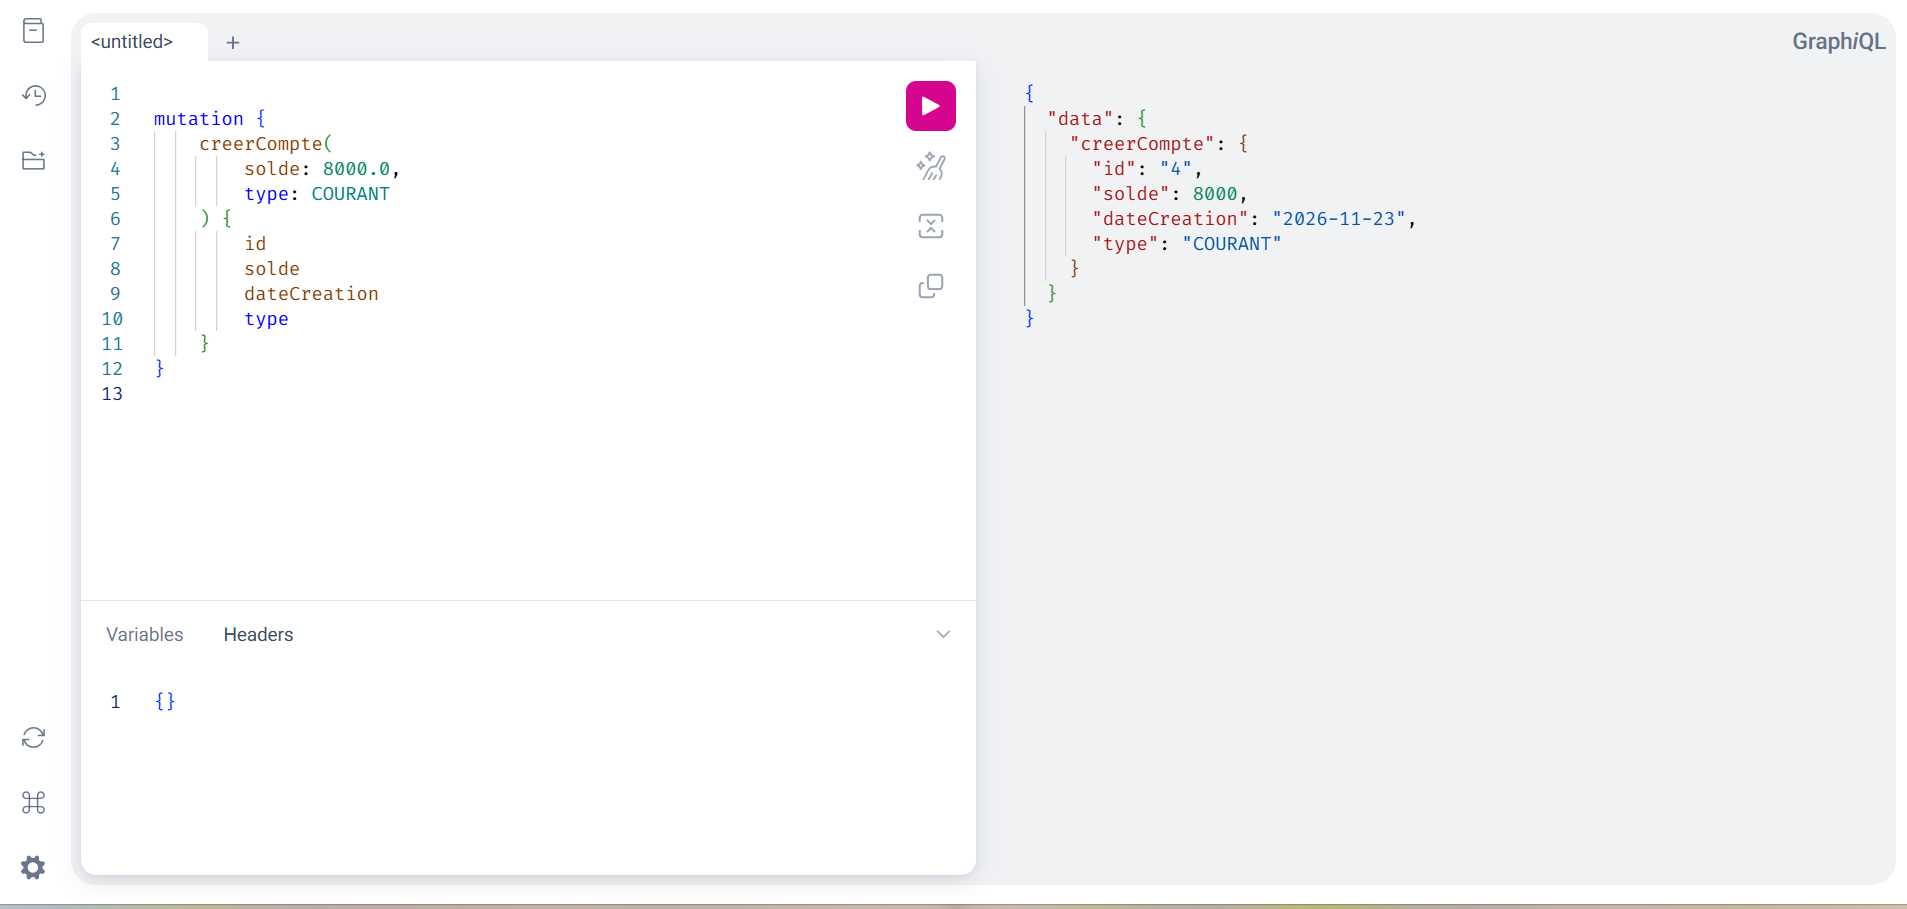 <untitled>
GraphiQL
1
2 mutation {
3     creerCompte(
4         solde: 8000.0,
5         type: COURANT
6     ) {
7         id
8         solde
9         dateCreation
10         type
11     }
12 }
13
Variables Headers
1 {}
{
  "data": {
    "creerCompte": {
      "id": "4",
      "solde": 8000,
      "dateCreation": "2026-11-23",
      "type": "COURANT"
    }
  }
}